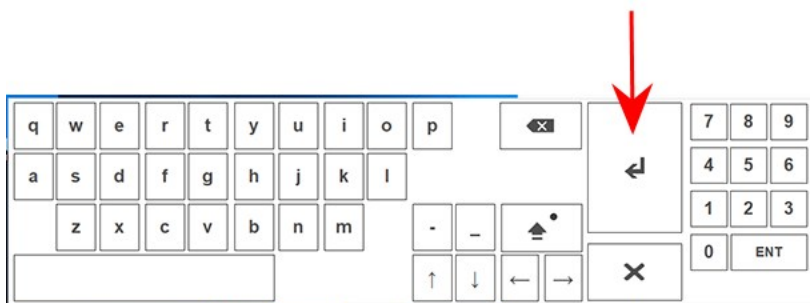 q w e r t y u i o p 7 8 9
a s d f g h j k l 4 5 6
z x c v b n m - _ 1 2 3
↑ ↓ ← → 0 ENT